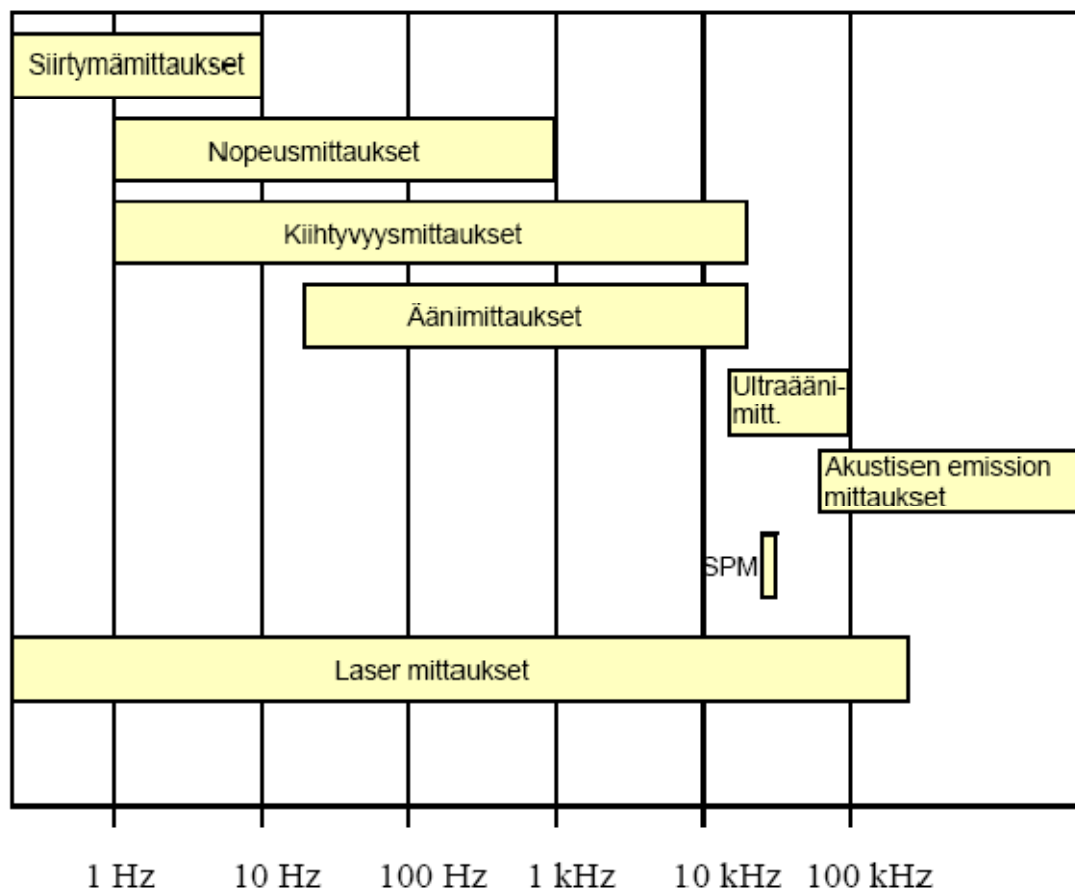 Siirtymämittaukset
Nopeusmittaukset
Kiihtyvyysmittaukset
Äänimittaukset
Ultraääni-
mitt.
Akustisen emission
mittaukset
SPM
Laser mittaukset
1 Hz 10 Hz 100 Hz 1 kHz 10 kHz 100 kHz